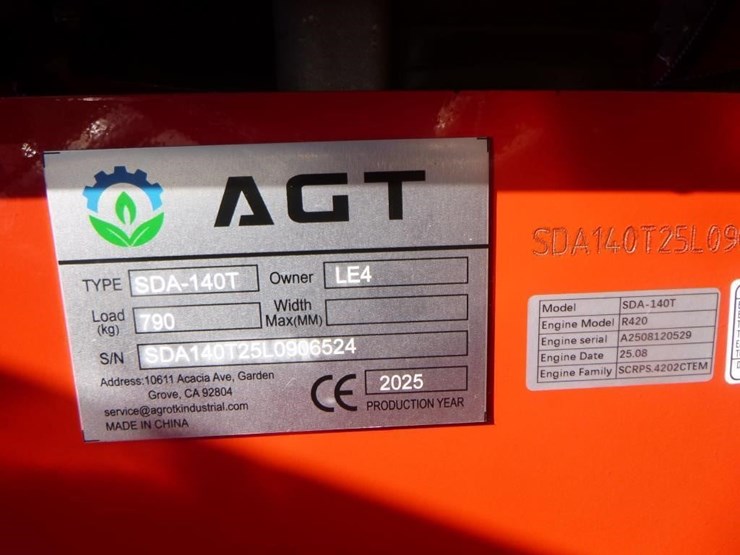 AGT
TYPE SDA-140T Owner LE4
Load (kg) 790 Width Max(MM)
S/N SDA140T25L0906524
Address:10611 Acacia Ave, Garden
Grove, CA 92804
service@agrotkindustrial.com
MADE IN CHINA
CE 2025
PRODUCTION YEAR
SDA140T25L09
Model SDA-140T
Engine Model R420
Engine serial A2508120529
Engine Date 25.08
Engine Family SCRPS.4202CTEM